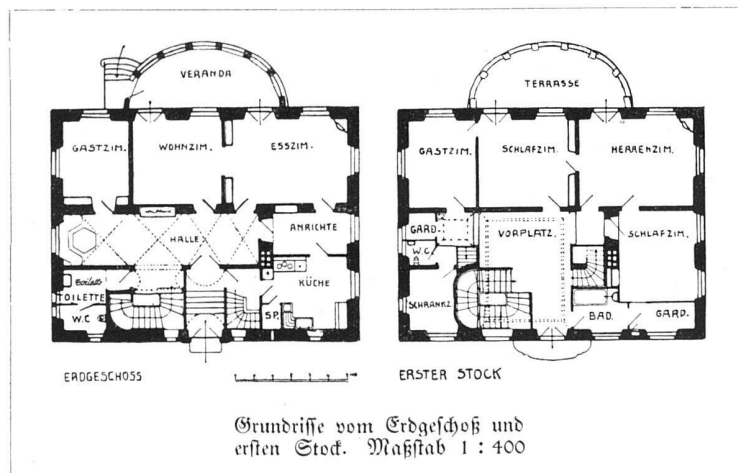 VERANDA
GASTZIM.
WOHNZIM.
ESSZIM.
ANRICHTE
HALLE
KÜCHE
Toilette
TOILETTE
W.C
SP.
ERDGESCHOSS
TERRASSE
GASTZIM.
SCHLAFZIM.
HERRENZIM.
GARD.
VORPLATZ.
W.C.
SCHLAFZIM.
SCHRANKZ.
BAD.
GARD.
ERSTER STOCK
Grundrisse vom Erdgeschoß und
ersten Stock. Maßstab 1 : 400